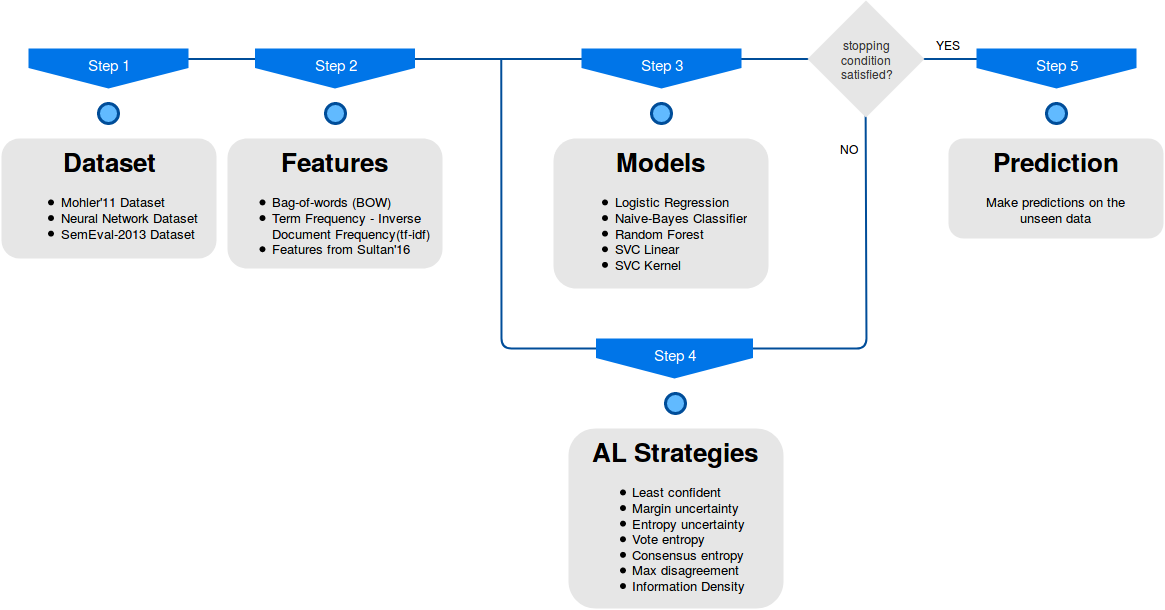 Step 1
Dataset
Mohler'11 Dataset
Neural Network Dataset
SemEval-2013 Dataset
Step 2
Features
Bag-of-words (BOW)
Term Frequency - Inverse
Document Frequency(tf-idf)
Features from Sultan'16
Step 3
Models
Logistic Regression
Naive-Bayes Classifier
Random Forest
SVC Linear
SVC Kernel
stopping
condition
satisfied?
YES
NO
Step 5
Prediction
Make predictions on the
unseen data
Step 4
AL Strategies
Least confident
Margin uncertainty
Entropy uncertainty
Vote entropy
Consensus entropy
Max disagreement
Information Density